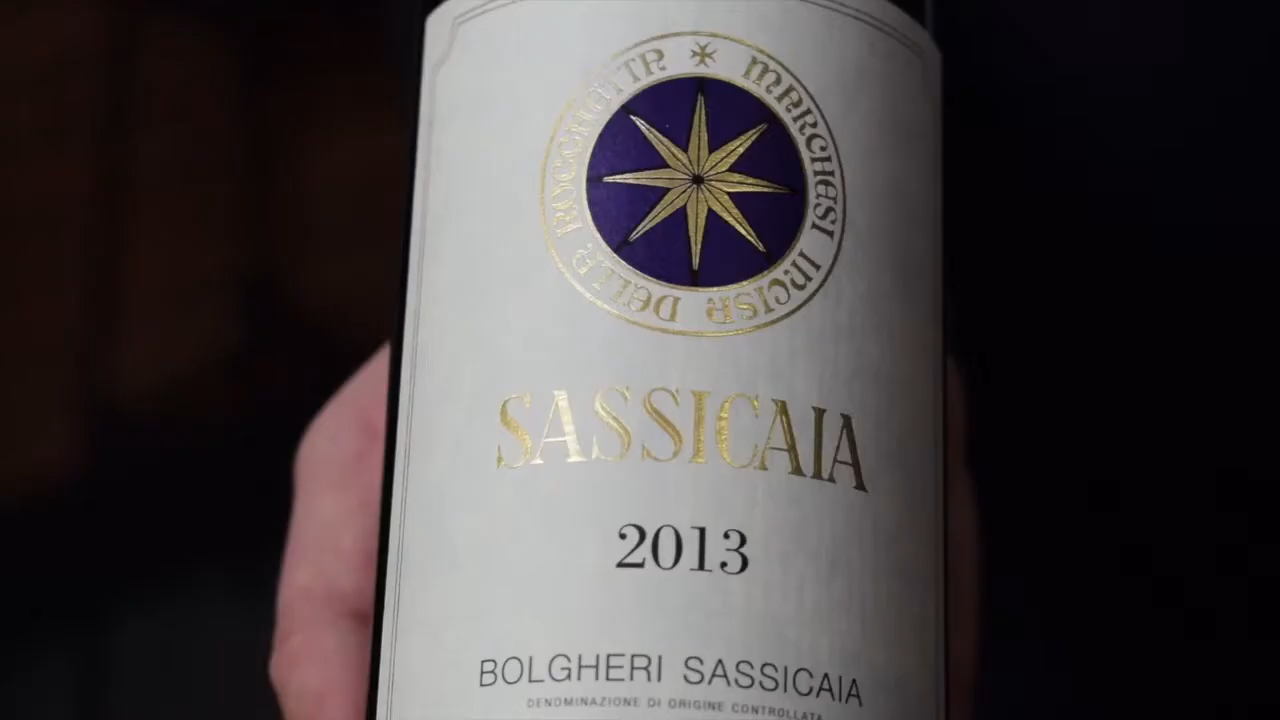 MARCHESI INCISA DELLA ROCCHETTA
SASSICAIA
2013
BOLGHERI SASSICAIA
DENOMINAZIONE DI ORIGINE CONTROLLATA